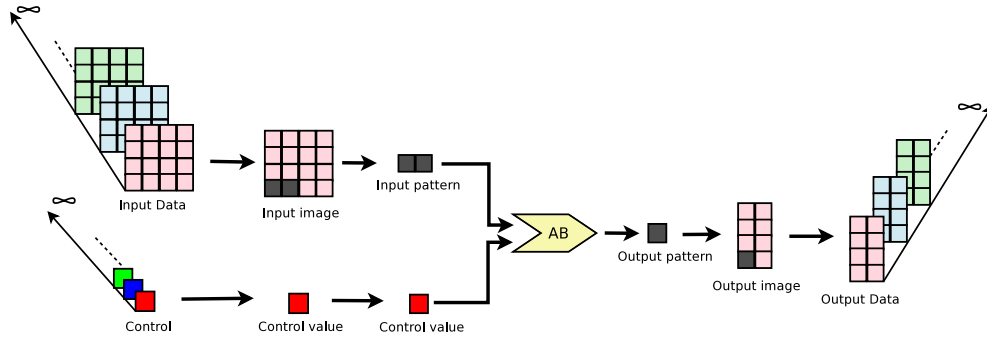 ∞
∞
Input Data
Input image
Input pattern
∞
AB
Output pattern
Output image
Output Data
Control
Control value
Control value